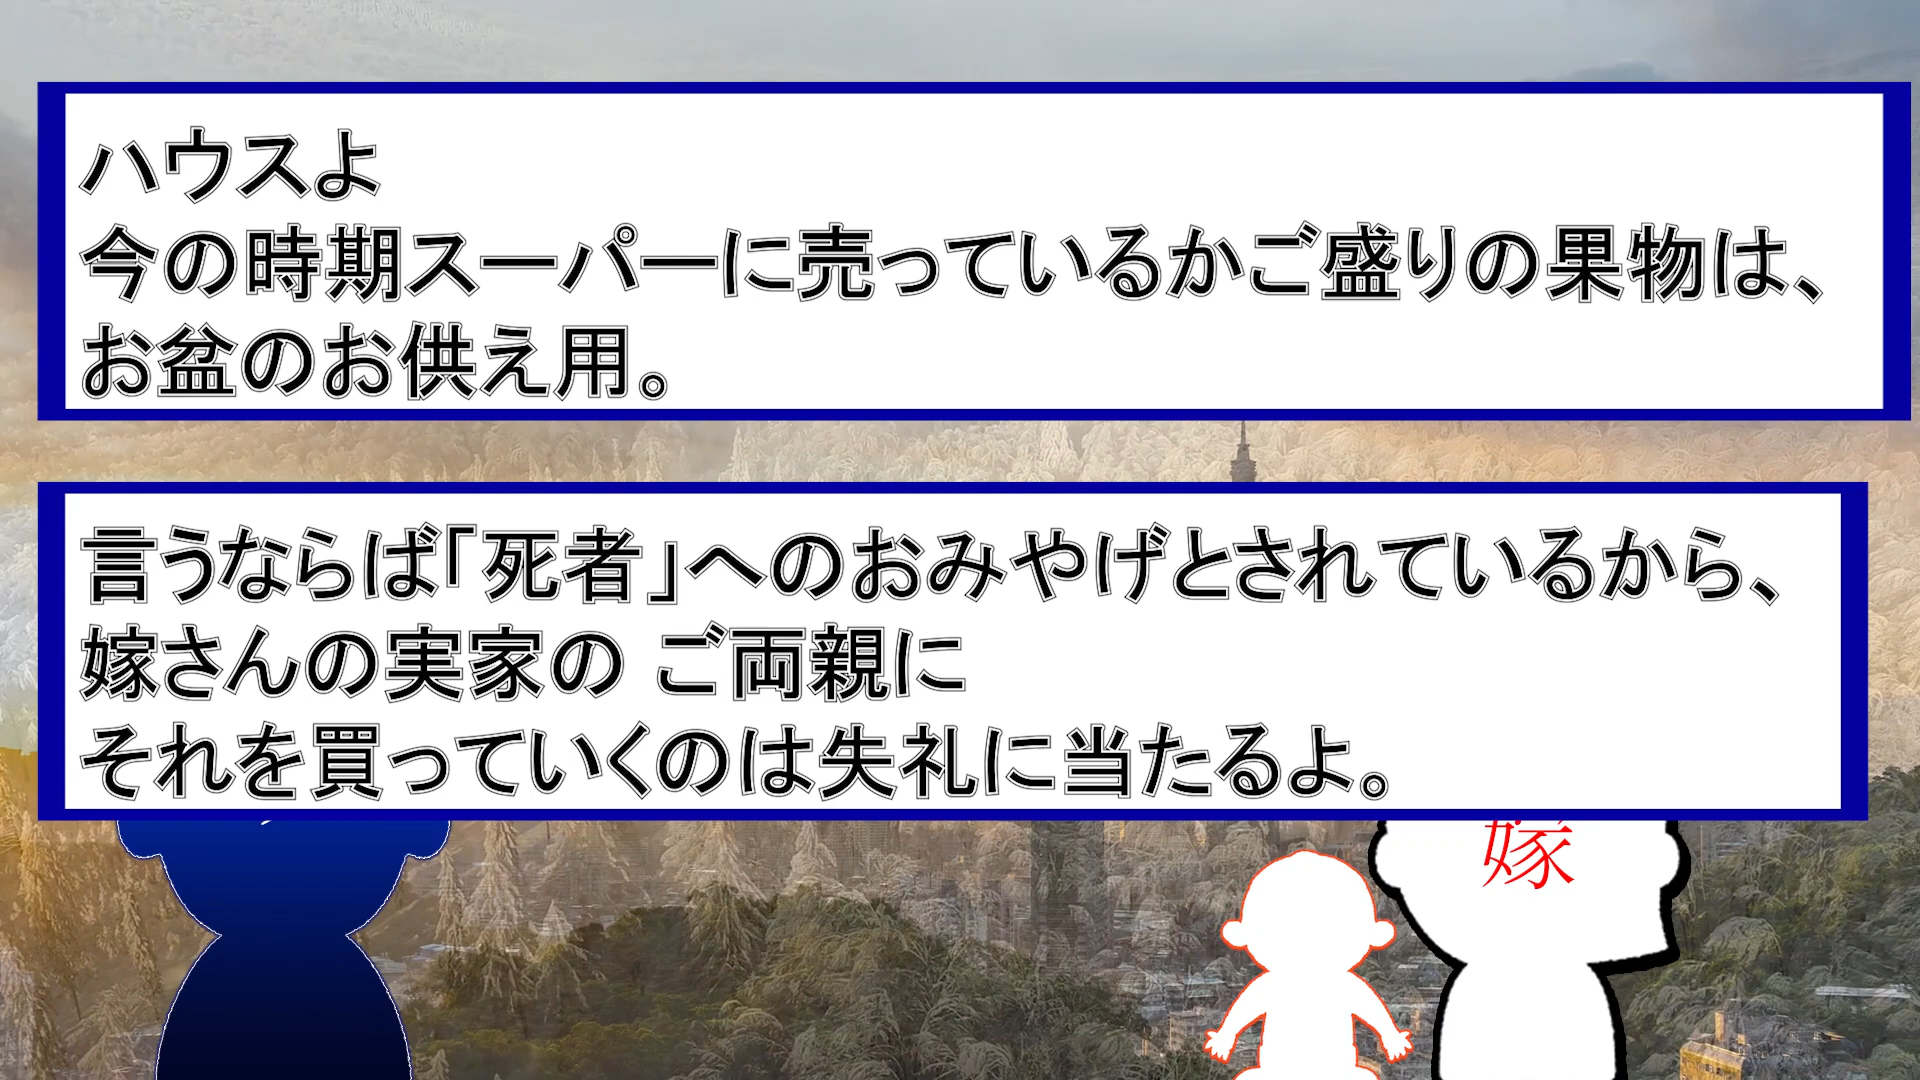 ハウスよ
今の時期スーパーに売っているかご盛りの果物は、
お盆のお供え用。
言うならば「死者」へのおみやげとされているから、
嫁さんの実家の ご両親に
それを買っていくのは失礼に当たるよ。
嫁